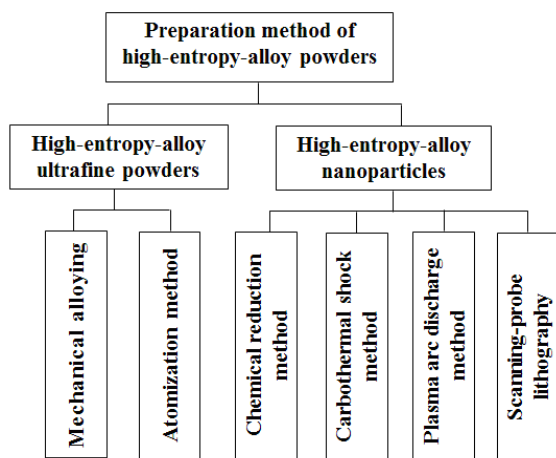 Preparation method of
high-entropy-alloy powders
High-entropy-alloy
ultrafine powders
High-entropy-alloy
nanoparticles
Mechanical alloying
Atomization method
Chemical reduction
method
Carbothermal shock
method
Plasma arc discharge
method
Scanning-probe
lithography